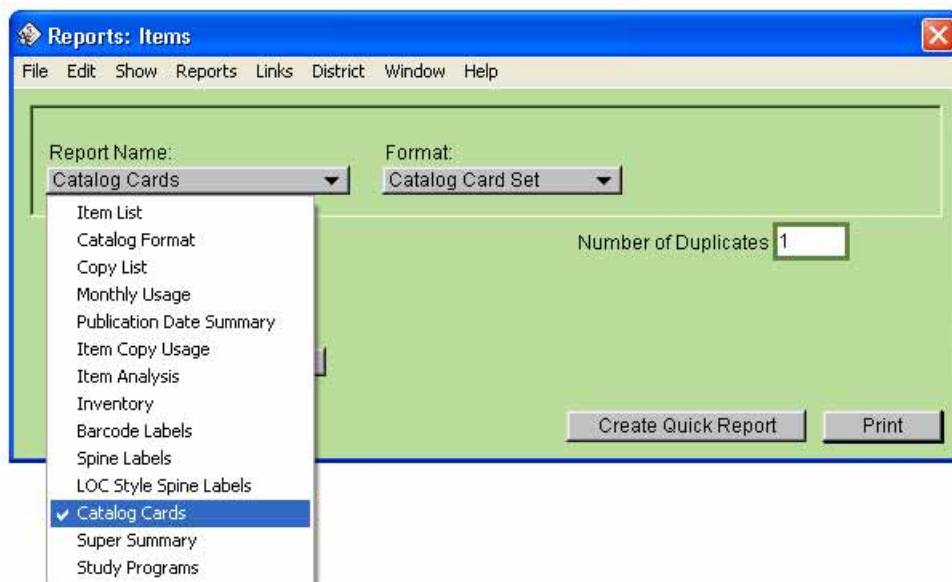 Reports: Items
File Edit Show Reports Links District Window Help
Report Name: Format:
Catalog Cards Catalog Card Set
Item List
Catalog Format
Number of Duplicates 1
Copy List
Monthly Usage
Publication Date Summary
Item Copy Usage
Item Analysis
Inventory
Barcode Labels
Create Quick Report Print
Spine Labels
LOC Style Spine Labels
Catalog Cards
Super Summary
Study Programs